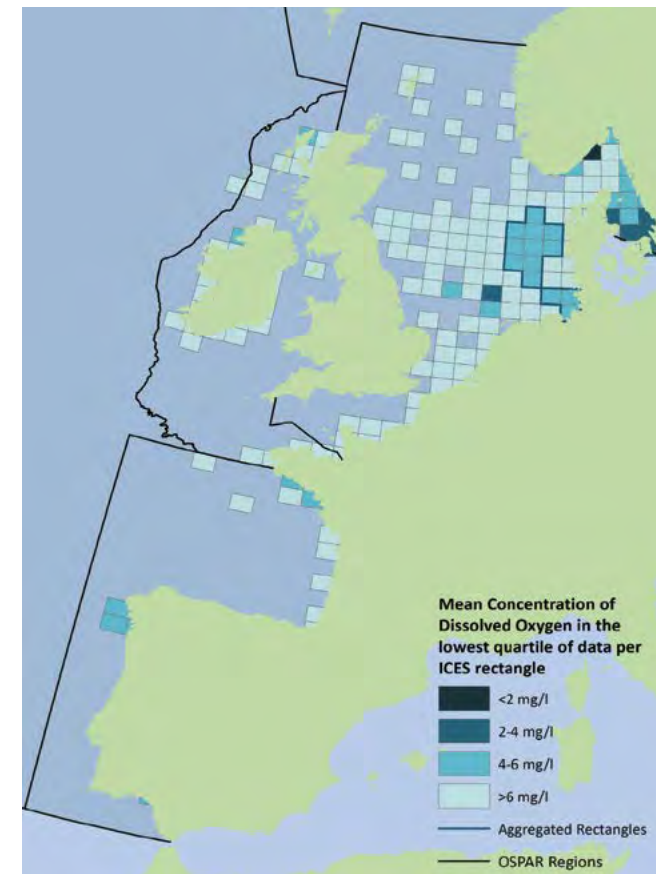 Mean Concentration of
Dissolved Oxygen in the
lowest quartile of data per
ICES rectangle
<2 mg/l
2-4 mg/l
4-6 mg/l
>6 mg/l
Aggregated Rectangles
OSPAR Regions